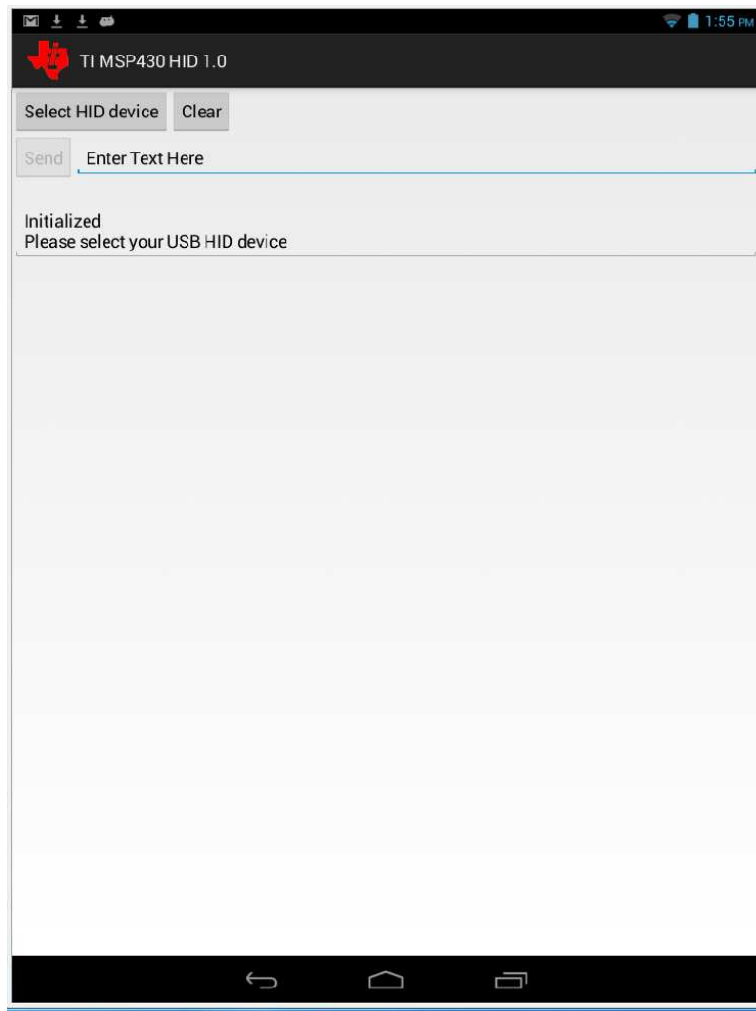 1:55 PM
TI MSP430 HID 1.0
Select HID device Clear
Send Enter Text Here
Initialized
Please select your USB HID device